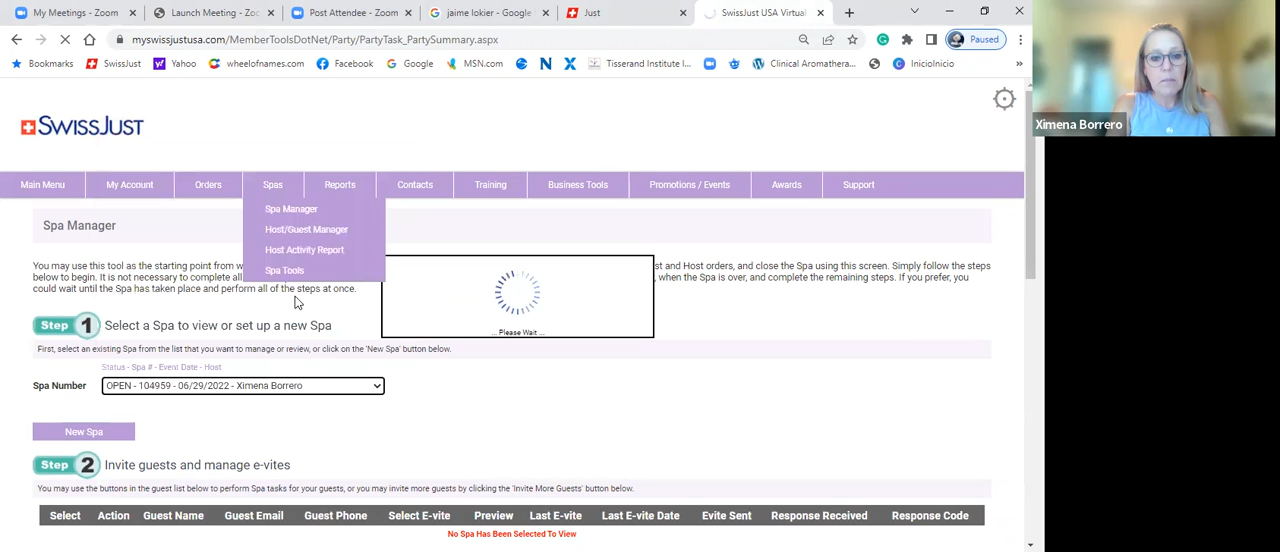 My Meetings - Zoom
Launch Meeting - Zoc
Post Attendee - Zoom
jaime lokier - Google
Just
SwissJust USA Virtual
myswissjustusa.com/MemberToolsDotNet/Party/PartyTask_PartySummary.aspx
Paused
Bookmarks
SwissJust
Yahoo
wheelofnames.com
Facebook
Google
MSN.com
Tisserand Institute I
Clinical Aromathera
InicioInicio
SWISSJUST
Main Menu
My Account
Orders
Spas
Reports
Contacts
Training
Business Tools
Promotions / Events
Awards
Support
Spa Manager
Host/Guest Manager
Host Activity Report
Spa Tools
Spa Manager
You may use this tool as the starting point from w
st and Host orders, and close the Spa using this screen. Simply follow the steps
below to begin. It is not necessary to complete all
, when the Spa is over, and complete the remaining steps. If you prefer, you
could wait until the Spa has taken place and perform all of the steps at once.
... Please Wait ...
Step 1 Select a Spa to view or set up a new Spa
First, select an existing Spa from the list that you want to manage or review, or click on the 'New Spa' button below.
Status - Spa # - Event Date - Host
Spa Number OPEN - 104959 - 06/29/2022 - Ximena Borrero
New Spa
Step 2 Invite guests and manage e-vites
You may use the buttons in the guest list below to perform Spa tasks for your guests, or you may invite more guests by clicking the 'Invite More Guests' button below.
Select Action Guest Name Guest Email Guest Phone Select E-vite Preview Last E-vite Last E-vite Date Evite Sent Response Received Response Code
No Spa Has Been Selected To View
Ximena Borrero